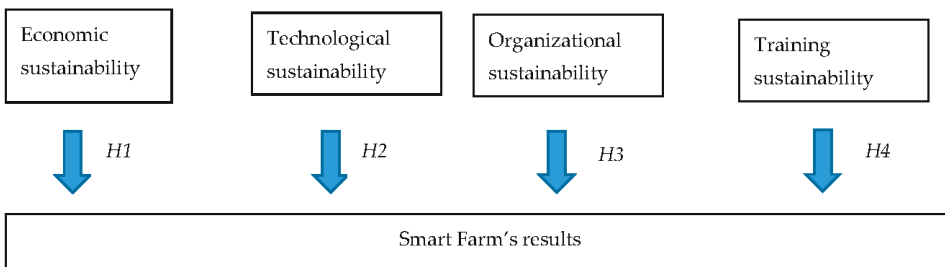 Economic
sustainability
Technological
sustainability
Organizational
sustainability
Training
sustainability
H1
H2
H3
H4
Smart Farm's results